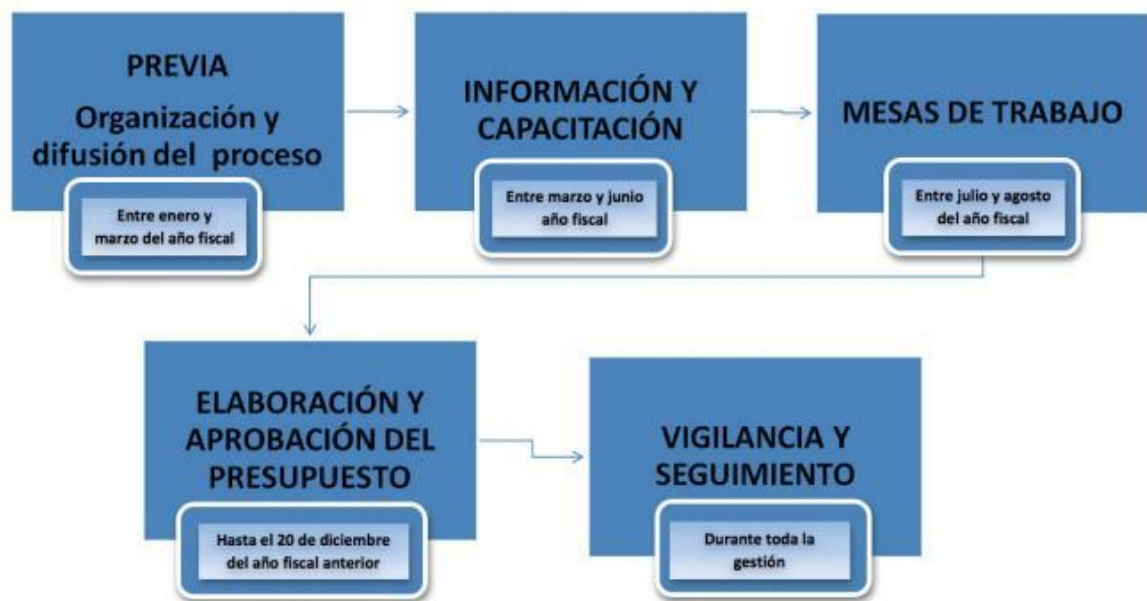 PREVIA
Organización y
difusión del proceso
Entre enero y
marzo del año fiscal
INFORMACIÓN Y
CAPACITACIÓN
Entre marzo y junio
año fiscal
MESAS DE TRABAJO
Entre julio y agosto
del año fiscal
ELABORACIÓN Y
APROBACIÓN DEL
PRESUPUESTO
Hasta el 20 de diciembre
del año fiscal anterior
VIGILANCIA Y
SEGUIMIENTO
Durante toda la
gestión